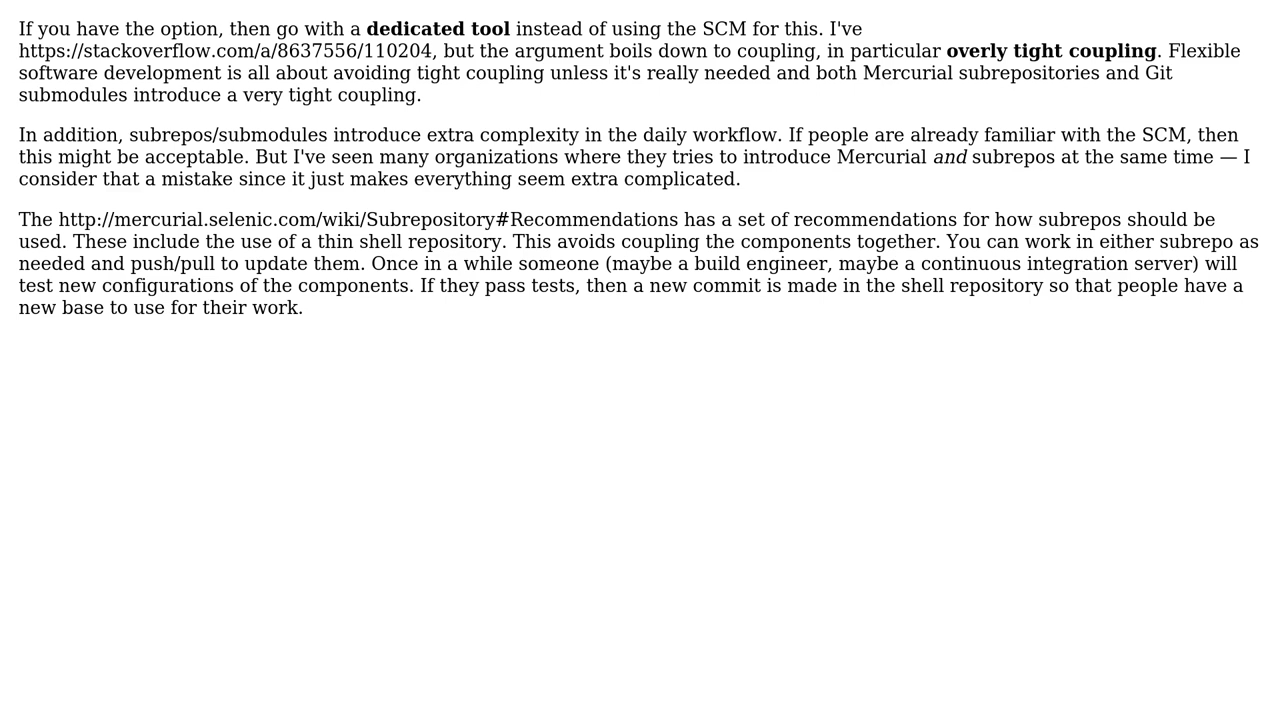 If you have the option, then go with a dedicated tool instead of using the SCM for this. I've
https://stackoverflow.com/a/8637556/110204, but the argument boils down to coupling, in particular overly tight coupling. Flexible
software development is all about avoiding tight coupling unless it's really needed and both Mercurial subrepositories and Git
submodules introduce a very tight coupling.
In addition, subrepos/submodules introduce extra complexity in the daily workflow. If people are already familiar with the SCM, then
this might be acceptable. But I've seen many organizations where they tries to introduce Mercurial and subrepos at the same time — I
consider that a mistake since it just makes everything seem extra complicated.
The http://mercurial.selenic.com/wiki/Subrepository#Recommendations has a set of recommendations for how subrepos should be
used. These include the use of a thin shell repository. This avoids coupling the components together. You can work in either subrepo as
needed and push/pull to update them. Once in a while someone (maybe a build engineer, maybe a continuous integration server) will
test new configurations of the components. If they pass tests, then a new commit is made in the shell repository so that people have a
new base to use for their work.